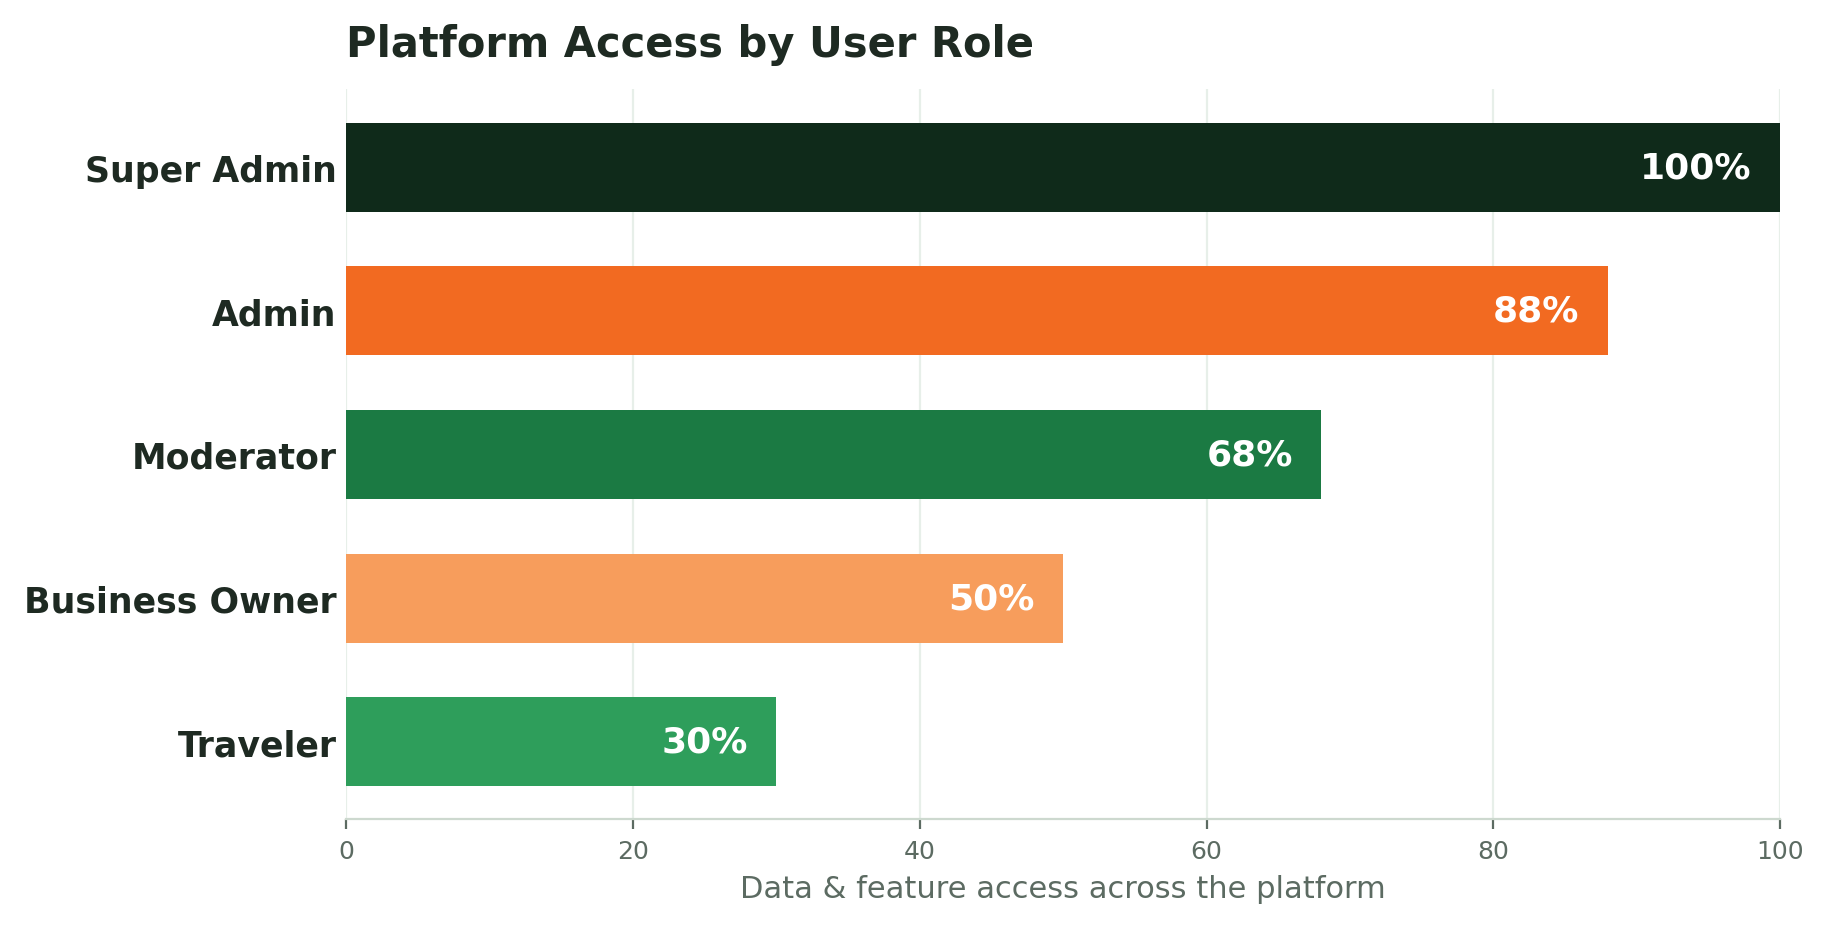 Platform Access by User Role
Super Admin
100%
Admin
88%
Moderator
68%
Business Owner
50%
Traveler
30%
0 20 40 60 80 100
Data & feature access across the platform